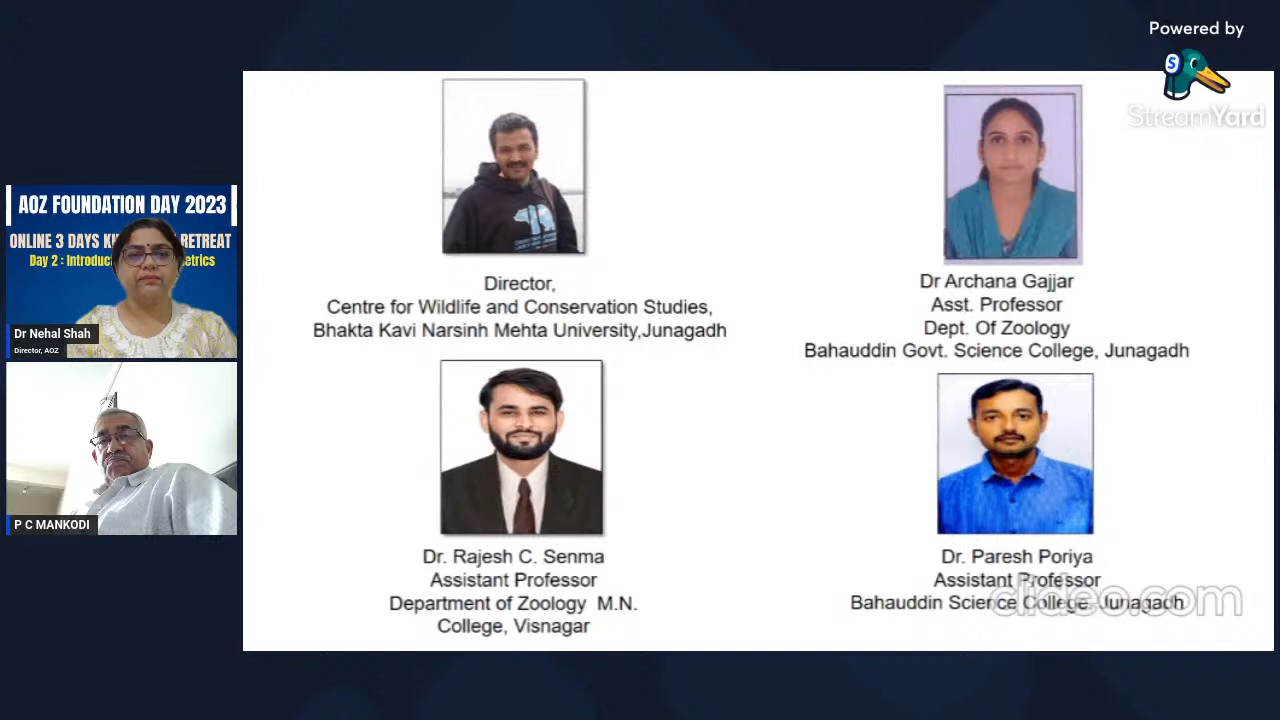 Powered by
StreamYard
AOZ FOUNDATION DAY 2023
ONLINE 3 DAYS RETREAT
Day 2 :
Dr Nehal Shah
Director, AOZ
P C MANKODI
Director,
Centre for Wildlife and Conservation Studies,
Bhakta Kavi Narsinh Mehta University,Junagadh
Dr Archana Gajjar
Asst. Professor
Dept. Of Zoology
Bahauddin Govt. Science College, Junagadh
Dr. Rajesh C. Senma
Assistant Professor
Department of Zoology M.N.
College, Visnagar
Dr. Paresh Poriya
Assistant Professor
Bahauddin Science College, Junagadh
clideo.com